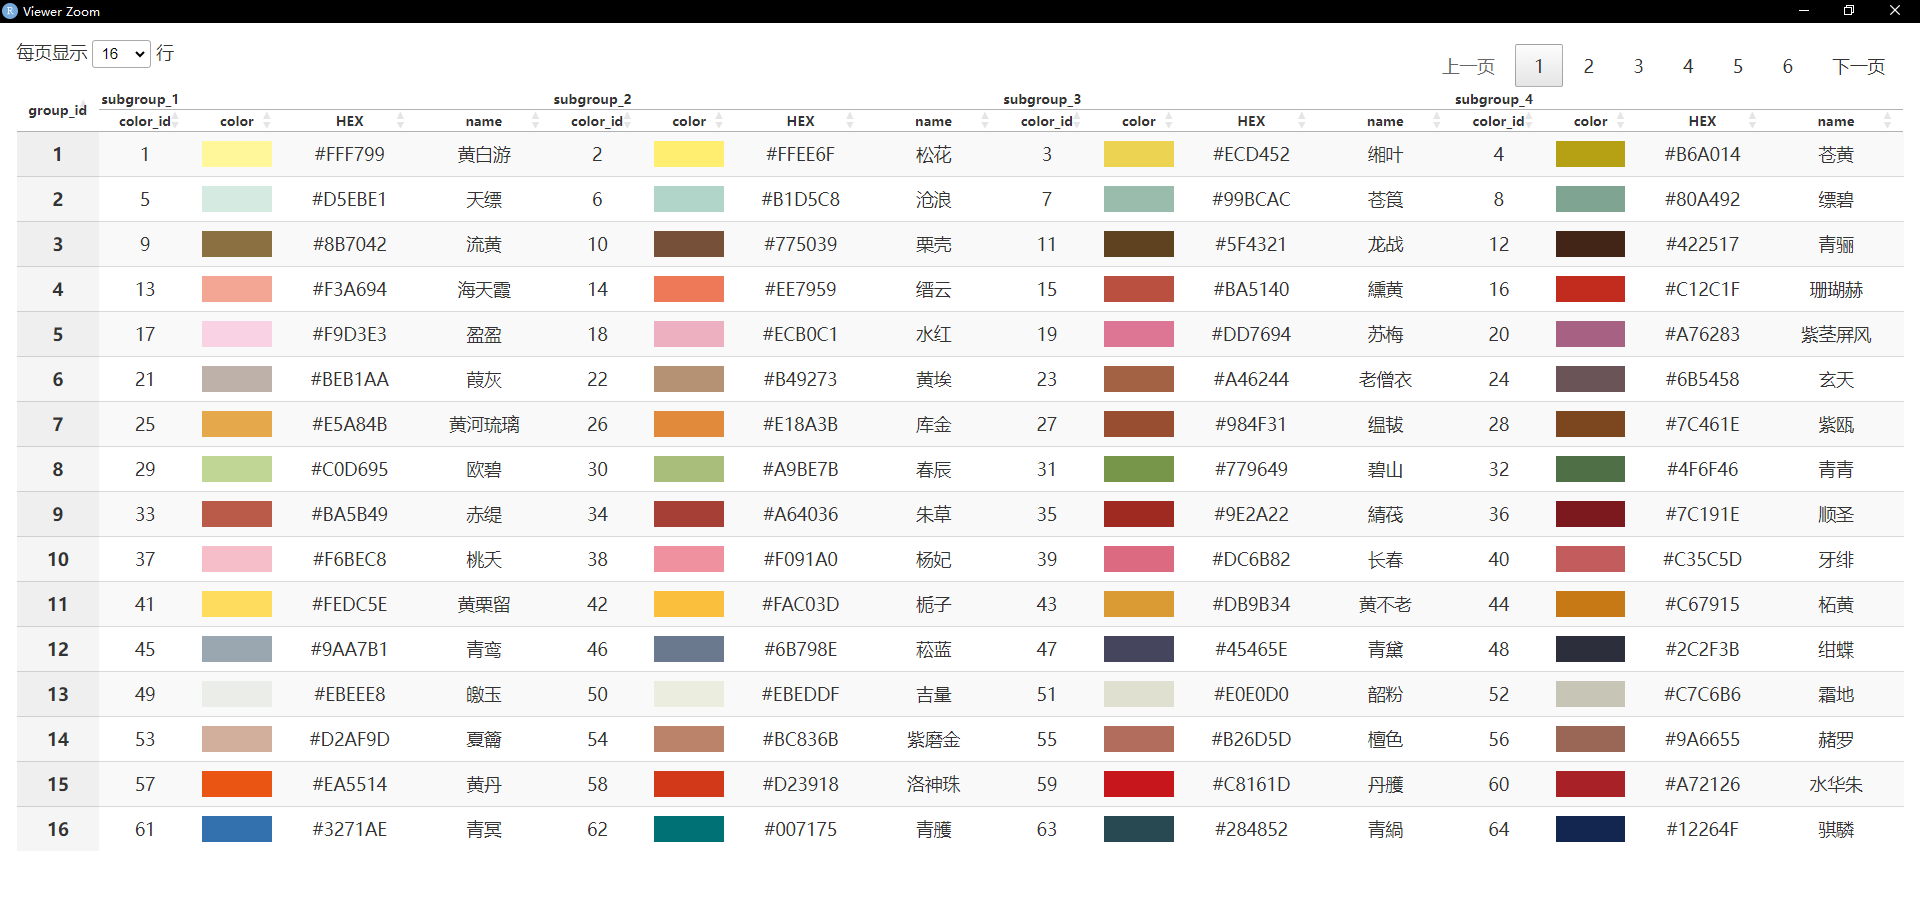 Viewer Zoom
每页显示 16 行
上一页 1 2 3 4 5 6 下一页
group_id subgroup_1 subgroup_2 subgroup_3 subgroup_4
color_id color HEX name color_id color HEX name color_id color HEX name color_id color HEX name
1 1 #FFF799 黄白游 2 #FFEE6F 松花 3 #ECD452 缃叶 4 #B6A014 苍黄
2 5 #D5EBE1 天缥 6 #B1D5C8 沧浪 7 #99BCAC 苍筤 8 #80A492 缥碧
3 9 #8B7042 流黄 10 #775039 栗壳 11 #5F4321 龙战 12 #422517 青骊
4 13 #F3A694 海天霞 14 #EE7959 缙云 15 #BA5140 纁黄 16 #C12C1F 珊瑚赫
5 17 #F9D3E3 盈盈 18 #ECB0C1 水红 19 #DD7694 苏梅 20 #A76283 紫茎屏风
6 21 #BEB1AA 葭灰 22 #B49273 黄埃 23 #A46244 老僧衣 24 #6B5458 玄天
7 25 #E5A84B 黄河琉璃 26 #E18A3B 库金 27 #984F31 缊韨 28 #7C461E 紫瓯
8 29 #C0D695 欧碧 30 #A9BE7B 春辰 31 #779649 碧山 32 #4F6F46 青青
9 33 #BA5B49 赤缇 34 #A64036 朱草 35 #9E2A22 綪茷 36 #7C191E 顺圣
10 37 #F6BEC8 桃夭 38 #F091A0 杨妃 39 #DC6B82 长春 40 #C35C5D 牙绯
11 41 #FEDC5E 黄栗留 42 #FAC03D 栀子 43 #DB9B34 黄不老 44 #C67915 柘黄
12 45 #9AA7B1 青鸾 46 #6B798E 菘蓝 47 #45465E 青黛 48 #2C2F3B 绀蝶
13 49 #EBEEE8 皦玉 50 #EBEDDF 吉量 51 #E0E0D0 韶粉 52 #C7C6B6 霜地
14 53 #D2AF9D 夏籥 54 #BC836B 紫磨金 55 #B26D5D 檀色 56 #9A6655 赭罗
15 57 #EA5514 黄丹 58 #D23918 洛神珠 59 #C8161D 丹雘 60 #A72126 水华朱
16 61 #3271AE 青冥 62 #007175 青雘 63 #284852 青緺 64 #12264F 骐驎